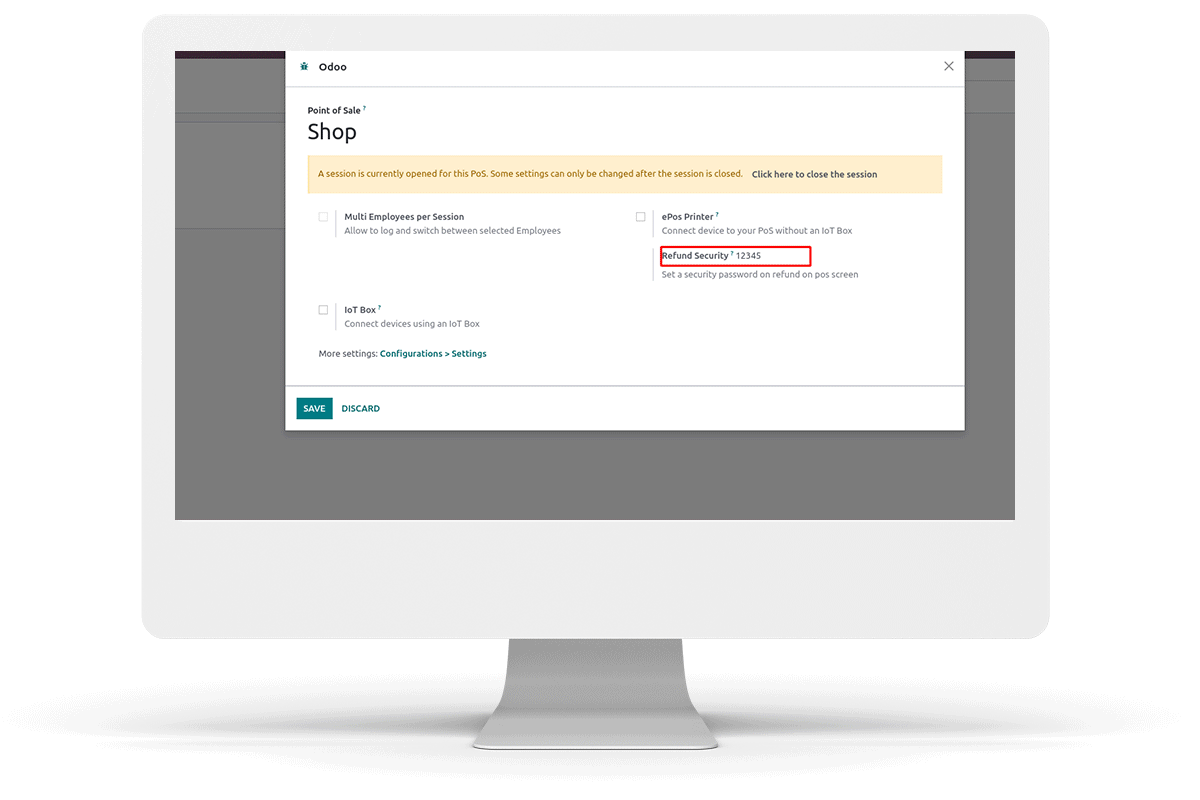 Odoo
Point of Sale ?
Shop
A session is currently opened for this PoS. Some settings can only be changed after the session is closed. Click here to close the session
Multi Employees per Session
Allow to log and switch between selected Employees
ePos Printer ?
Connect device to your PoS without an IoT Box
Refund Security ? 12345
Set a security password on refund on pos screen
IoT Box ?
Connect devices using an IoT Box
More settings: Configurations > Settings
SAVE DISCARD